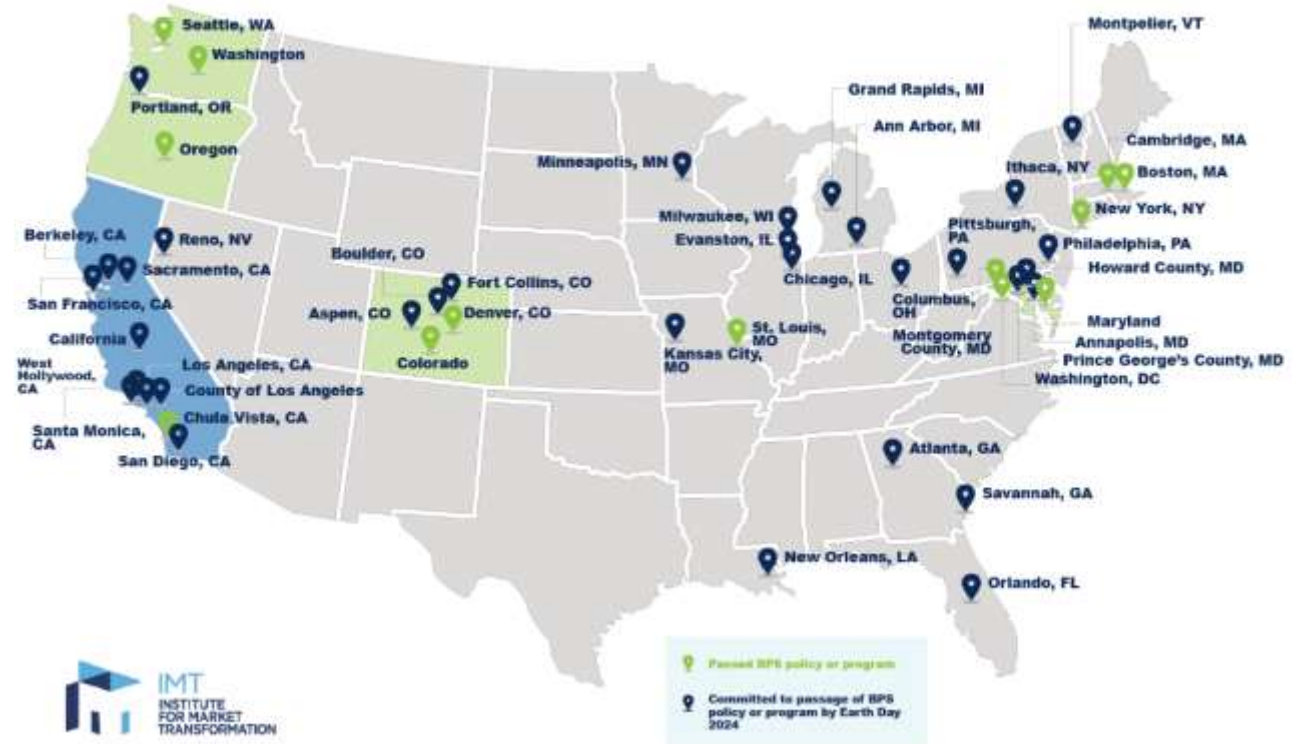 Montpelier, VT
Seattle, WA
Washington
Grand Rapids, MI
Portland, OR
Ann Arbor, MI
Cambridge, MA
Oregon
Minneapolis, MN
Ithaca, NY
Boston, MA
New York, NY
Milwaukee, WI
Pittsburgh,
PA
Berkeley, CA
Reno, NV
Evanston, IL
Philadelphia, PA
Boulder, CO
Sacramento, CA
Howard County, MD
Chicago, IL
Fort Collins, CO
San Francisco, CA
Columbus,
OH
Aspen, CO
Denver, CO
Maryland
St. Louis,
MO
California
Montgomery
County, MD
Annapolis, MD
Kansas City,
MO
Colorado
Prince George's County, MD
West
Hollywood,
CA
Los Angeles, CA
Washington, DC
County of Los Angeles
Chula Vista, CA
Santa Monica,
CA
San Diego, CA
Atlanta, GA
Savannah, GA
New Orleans, LA
Orlando, FL
Passed BPS policy or program
Committed to passage of BPS
policy or program by Earth Day
2024
IMT
INSTITUTE
FOR MARKET
TRANSFORMATION